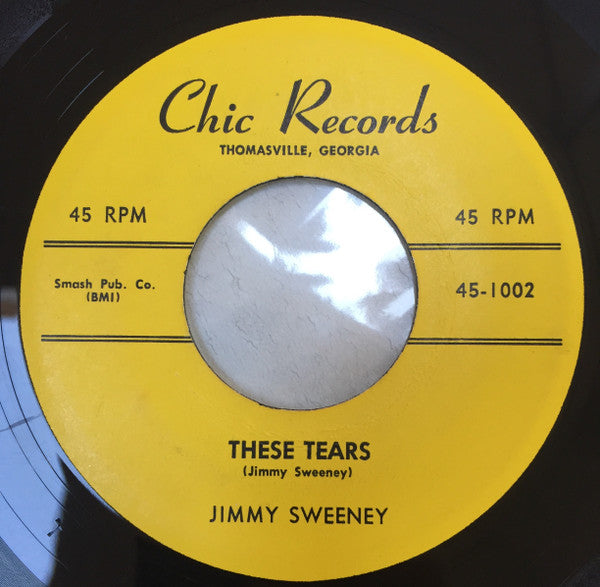 Chic Records
THOMASVILLE, GEORGIA
45 RPM
45 RPM
Smash Pub. Co.
(BMI)
45-1002
THESE TEARS
(Jimmy Sweeney)
JIMMY SWEENEY